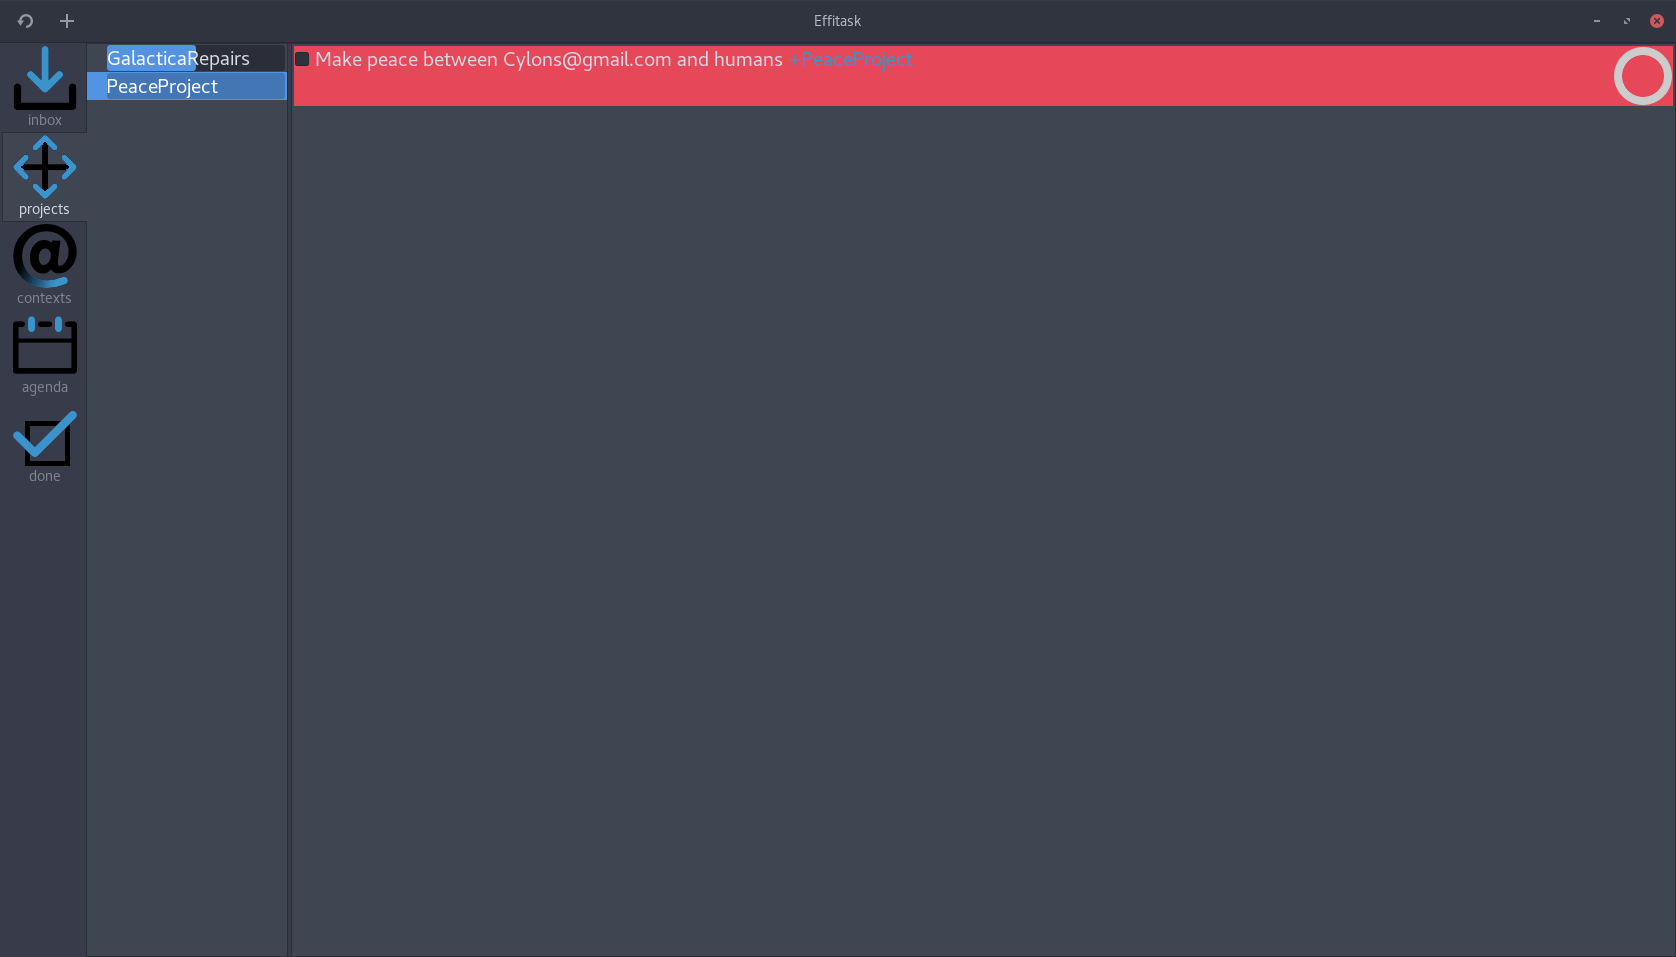 Effitask
inbox
projects
contexts
agenda
done
GalacticaRepairs
PeaceProject
Make peace between Cylons@gmail.com and humans +PeaceProject